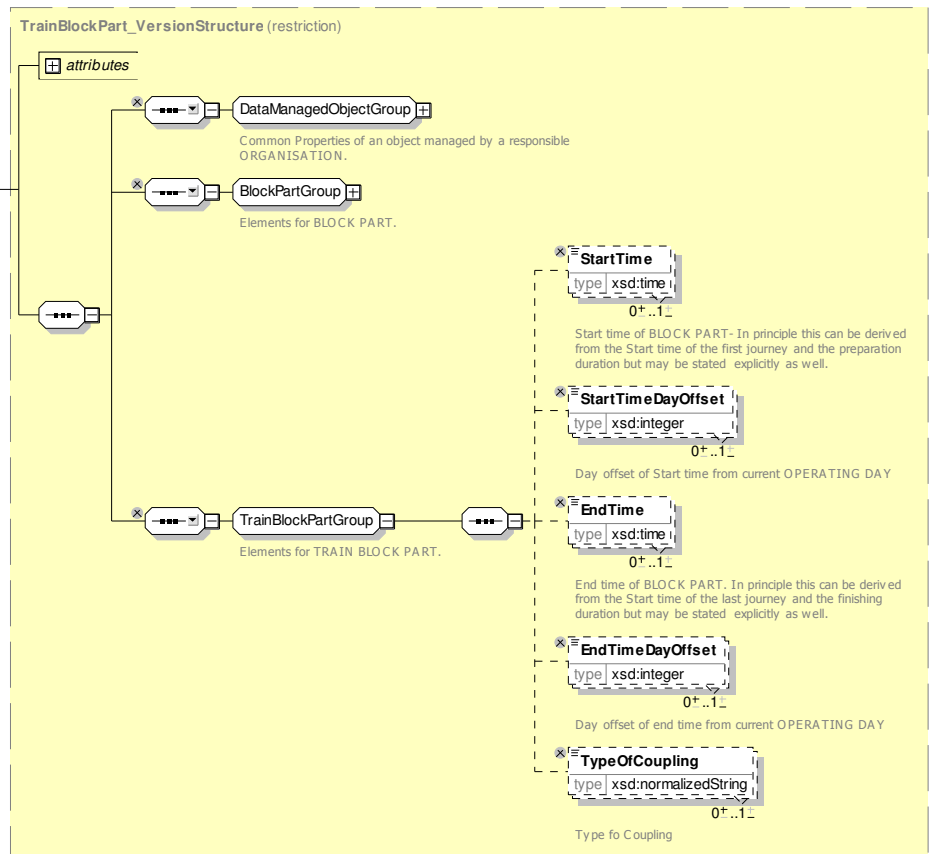 TrainBlockPart_VersionStructure (restriction)
attributes
DataManagedObjectGroup
Common Properties of an object managed by a responsible
ORGANISATION.
BlockPartGroup
Elements for BLOCK PART.
StartTime
type xsd:time
0..1
Start time of BLOCK PART- In principle this can be derived
from the Start time of the first journey and the preparation
duration but may be stated explicitly as well.
StartTimeDayOffset
type xsd:integer
0..1
Day offset of Start time from current OPERATING DAY
EndTime
type xsd:time
0..1
TrainBlockPartGroup
Elements for TRAIN BLOCK PART.
End time of BLOCK PART. In principle this can be derived
from the Start time of the last journey and the finishing
duration but may be stated explicitly as well.
EndTimeDayOffset
type xsd:integer
0..1
Day offset of end time from current OPERATING DAY
TypeOfCoupling
type xsd:normalizedString
0..1
Type fo Coupling